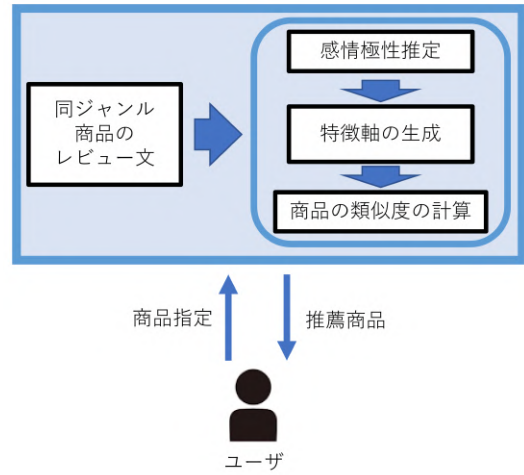 感情極性推定
同ジャンル
商品の
レビュー文
特徴軸の生成
商品の類似度の計算
商品指定
推薦商品
ユーザ